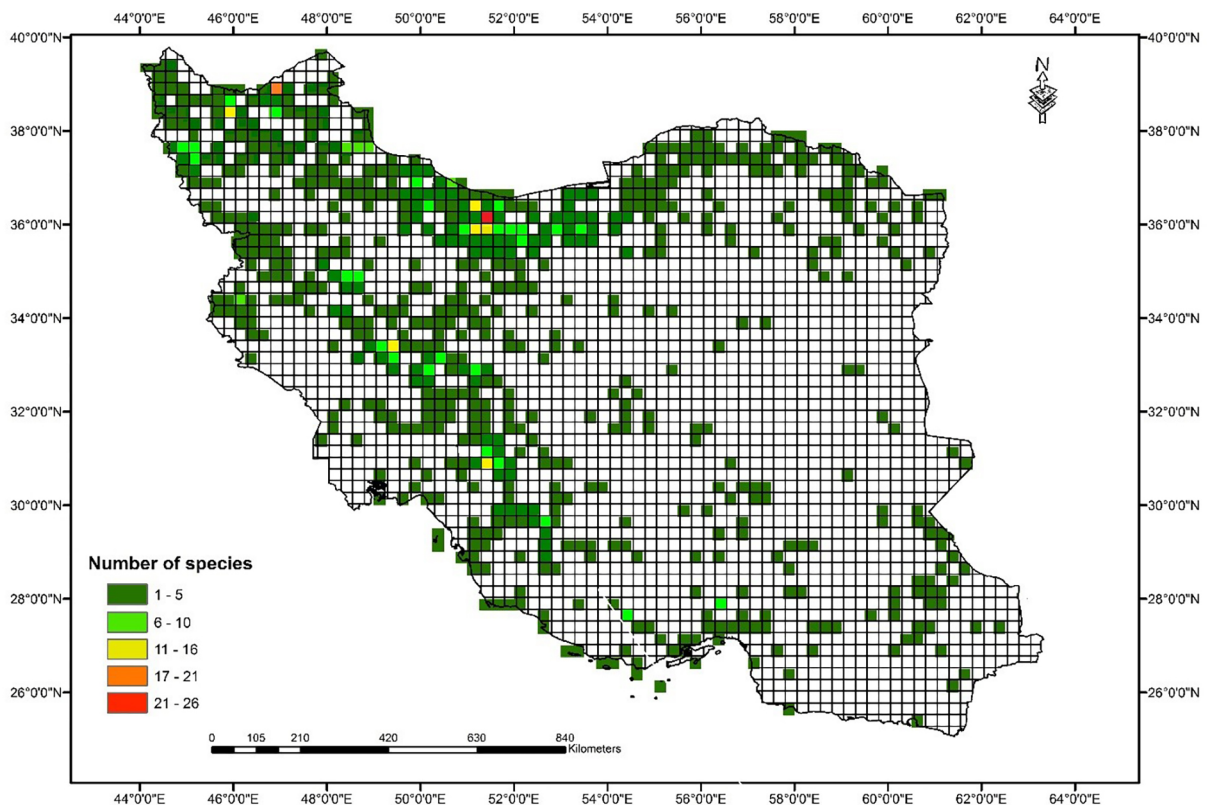 44°0'0"E 46°0'0"E 48°0'0"E 50°0'0"E 52°0'0"E 54°0'0"E 56°0'0"E 58°0'0"E 60°0'0"E 62°0'0"E 64°0'0"E
40°0'0"N 40°0'0"N
N
38°0'0"N 38°0'0"N
36°0'0"N 36°0'0"N
34°0'0"N 34°0'0"N
32°0'0"N 32°0'0"N
30°0'0"N 30°0'0"N
Number of species
1 - 5
28°0'0"N 28°0'0"N
6 - 10
11 - 16
17 - 21
26°0'0"N 26°0'0"N
21 - 26
0 105 210 420 630 840
Kilometers
44°0'0"E 46°0'0"E 48°0'0"E 50°0'0"E 52°0'0"E 54°0'0"E 56°0'0"E 58°0'0"E 60°0'0"E 62°0'0"E 64°0'0"E